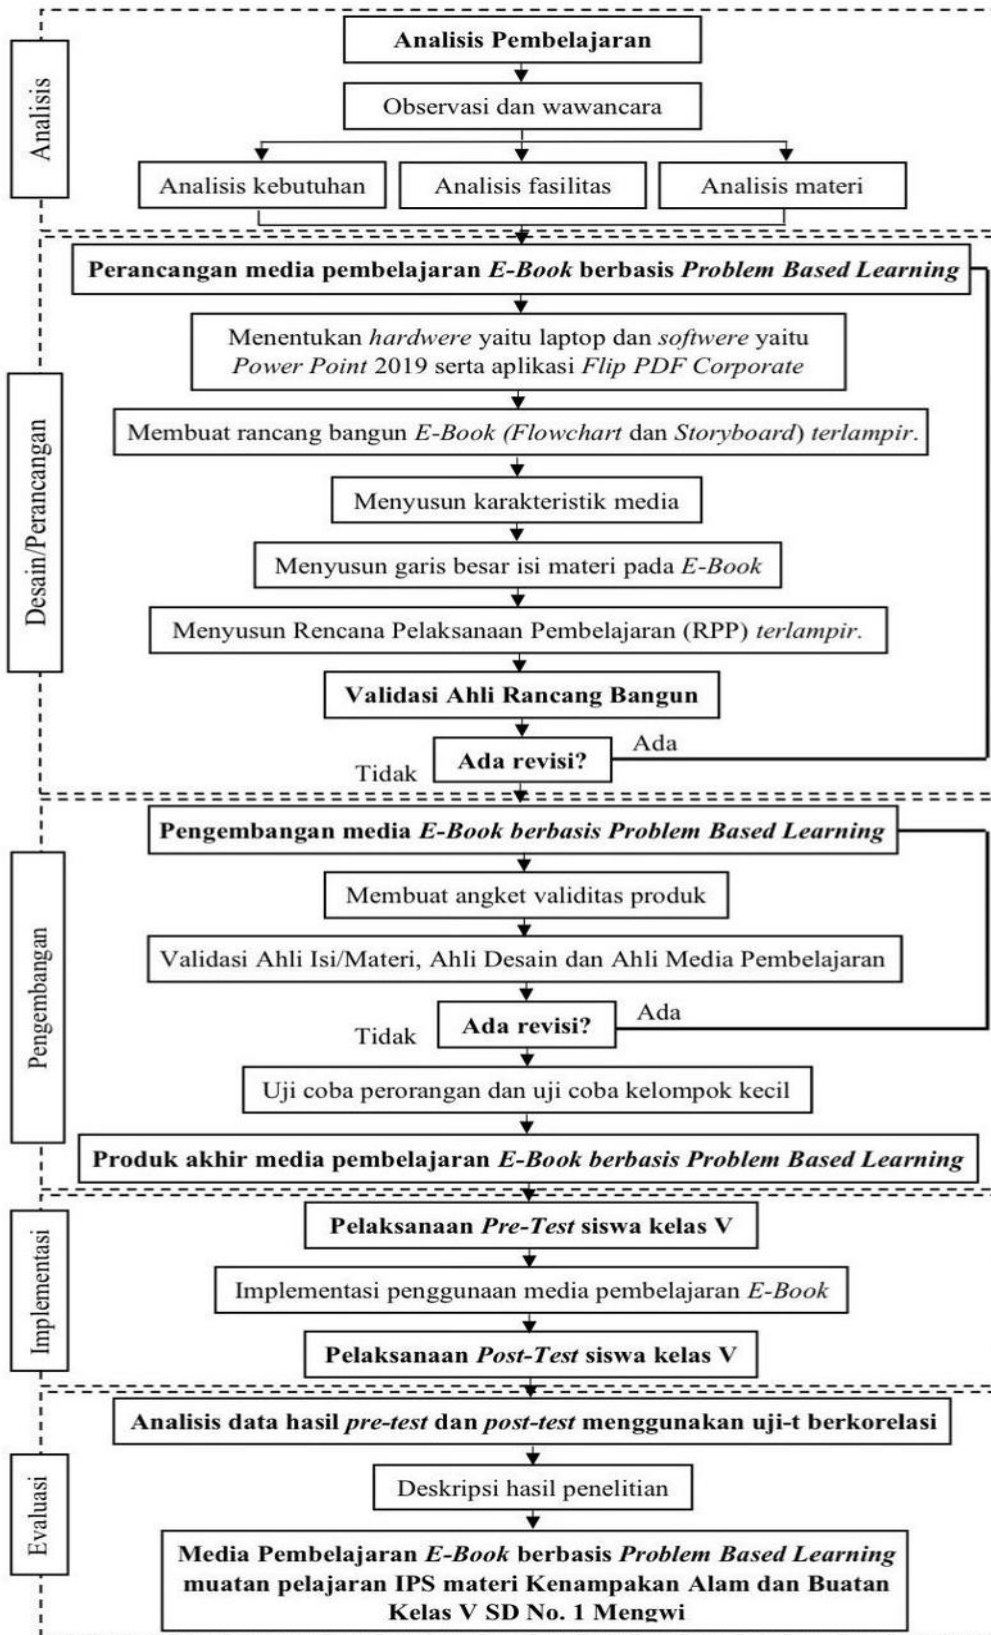 Analisis
Analisis Pembelajaran
Observasi dan wawancara
Analisis kebutuhan
Analisis fasilitas
Analisis materi
Desain/Perancangan
Perancangan media pembelajaran E-Book berbasis Problem Based Learning
Menentukan hardwere yaitu laptop dan softwere yaitu
Power Point 2019 serta aplikasi Flip PDF Corporate
Membuat rancang bangun E-Book (Flowchart dan Storyboard) terlampir.
Menyusun karakteristik media
Menyusun garis besar isi materi pada E-Book
Menyusun Rencana Pelaksanaan Pembelajaran (RPP) terlampir.
Validasi Ahli Rancang Bangun
Ada revisi?
Ada
Tidak
Pengembangan
Pengembangan media E-Book berbasis Problem Based Learning
Membuat angket validitas produk
Validasi Ahli Isi/Materi, Ahli Desain dan Ahli Media Pembelajaran
Ada revisi?
Ada
Tidak
Uji coba perorangan dan uji coba kelompok kecil
Produk akhir media pembelajaran E-Book berbasis Problem Based Learning
Implementasi
Pelaksanaan Pre-Test siswa kelas V
Implementasi penggunaan media pembelajaran E-Book
Pelaksanaan Post-Test siswa kelas V
Evaluasi
Analisis data hasil pre-test dan post-test menggunakan uji-t berkorelasi
Deskripsi hasil penelitian
Media Pembelajaran E-Book berbasis Problem Based Learning
muatan pelajaran IPS materi Kenampakan Alam dan Buatan
Kelas V SD No. 1 Mengwi